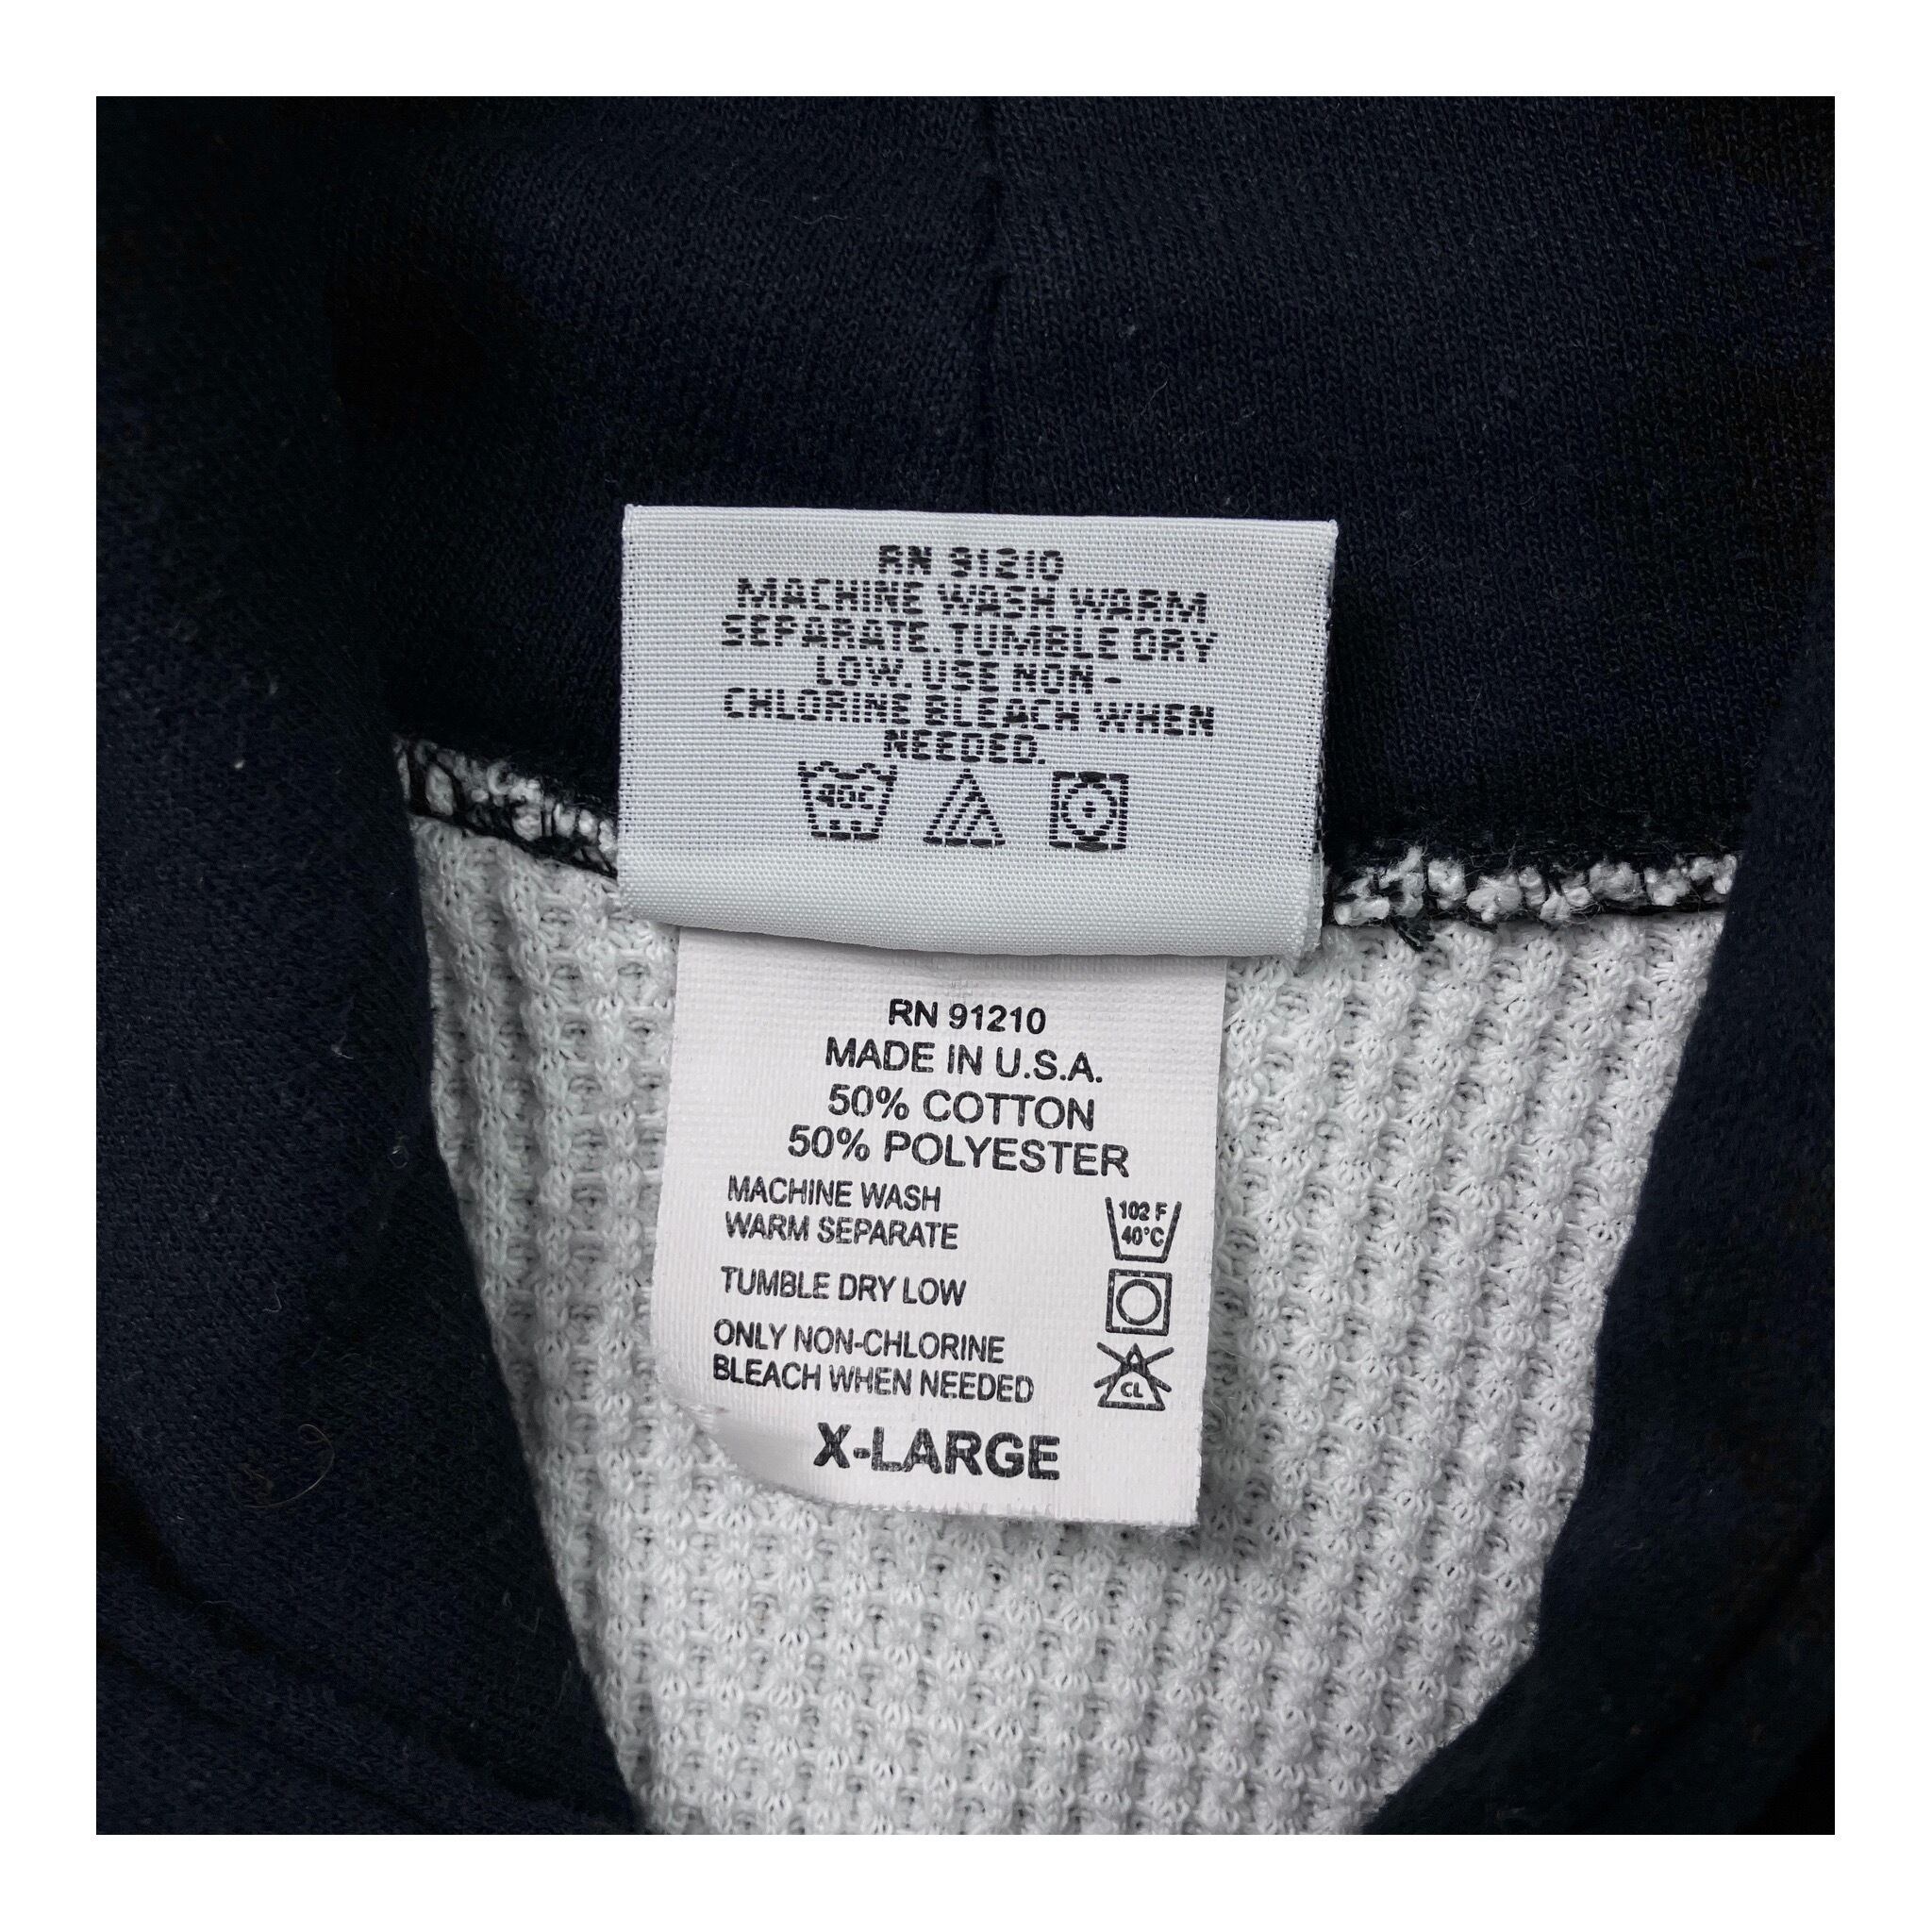 RN 91210
MACHINE WASH WARM
SEPARATE. TUMBLE DRY
LOW. USE NON-
CHLORINE BLEACH WHEN
NEEDED.
40C
RN 91210
MADE IN U.S.A.
50% COTTON
50% POLYESTER
MACHINE WASH
WARM SEPARATE
102 F
40°C
TUMBLE DRY LOW
ONLY NON-CHLORINE
BLEACH WHEN NEEDED
CL
X-LARGE